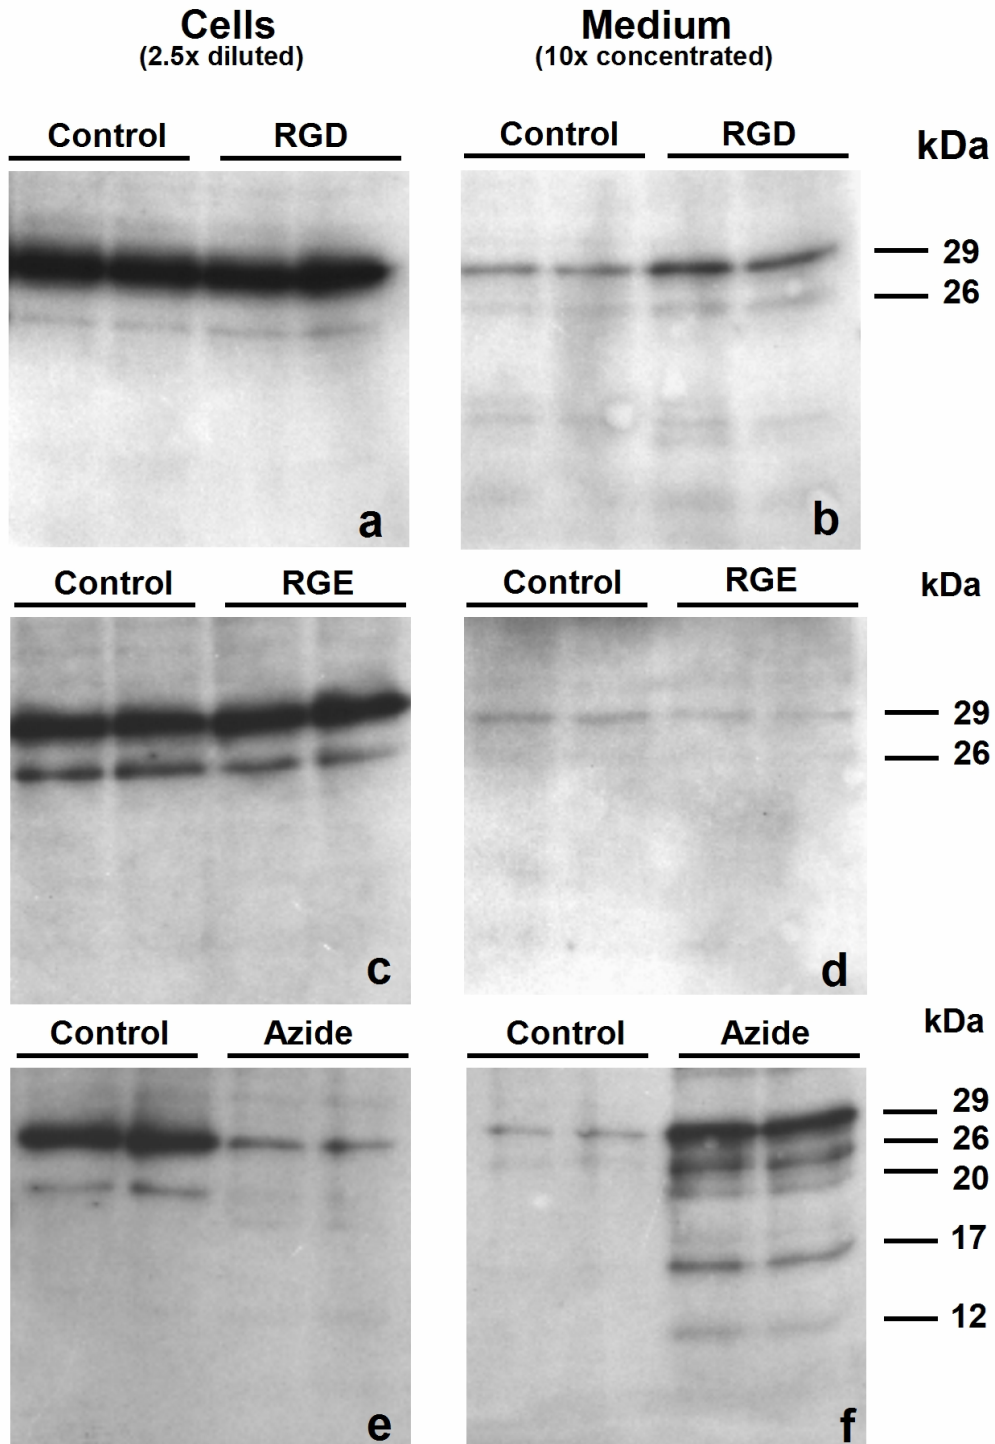 Cells
(2.5x diluted)
Medium
(10x concentrated)
Control RGD
Control RGD
kDa
29
26
a
b
Control RGE
Control RGE
kDa
29
26
c
d
Control Azide
Control Azide
kDa
29
26
20
17
12
e
f